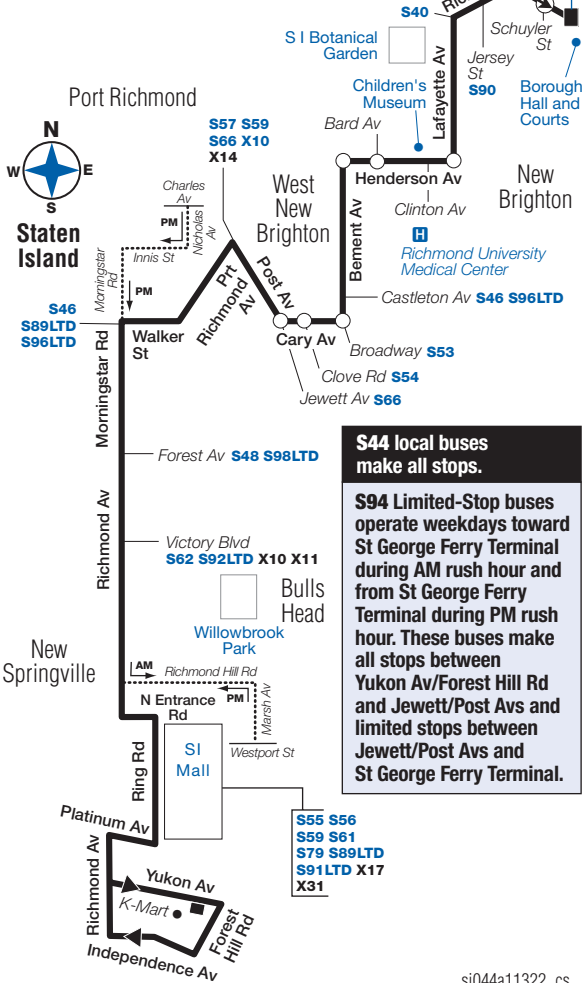 S40
Schuyler
St
S I Botanical
Garden
Jersey
St
S90
Borough
Hall and
Courts
Lafayette Av
Children's
Museum
Port Richmond
N
W
E
S
Staten
Island
S57 S59
S66 X10
X14
Bard Av
Henderson Av
Clinton Av
New
Brighton
West
New
Brighton
H
Richmond University
Medical Center
Charles
Av
PM
Nicholas
Av
Innis St
Morningstar
Rd
PM
Bement Av
Post Av
Prt
Richmond
Av
Castleton Av S46 S96LTD
S46
S89LTD
S96LTD
Walker
St
Cary Av
Broadway S53
Clove Rd S54
Jewett Av S66
Morningstar Rd
Forest Av S48 S98LTD
S44 local buses
make all stops.
S94 Limited-Stop buses
operate weekdays toward
St George Ferry Terminal
during AM rush hour and
from St George Ferry
Terminal during PM rush
hour. These buses make
all stops between
Yukon Av/Forest Hill Rd
and Jewett/Post Avs and
limited stops between
Jewett/Post Avs and
St George Ferry Terminal.
Richmond Av
Victory Blvd
S62 S92LTD X10 X11
Bulls
Head
Willowbrook
Park
New
Springville
AM
Richmond Hill Rd
PM
Marsh Av
N Entrance
Rd
Westport St
SI
Mall
Ring Rd
Platinum Av
S55 S56
S59 S61
S79 S89LTD
S91LTD X17
X31
Richmond Av
Yukon Av
K-Mart
Forest
Hill Rd
Independence Av
si044a11322_cs